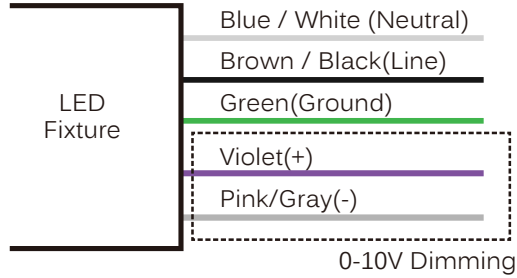 Blue / White (Neutral)
Brown / Black(Line)
LED
Fixture
Green(Ground)
Violet(+)
Pink/Gray(-)
0-10V Dimming